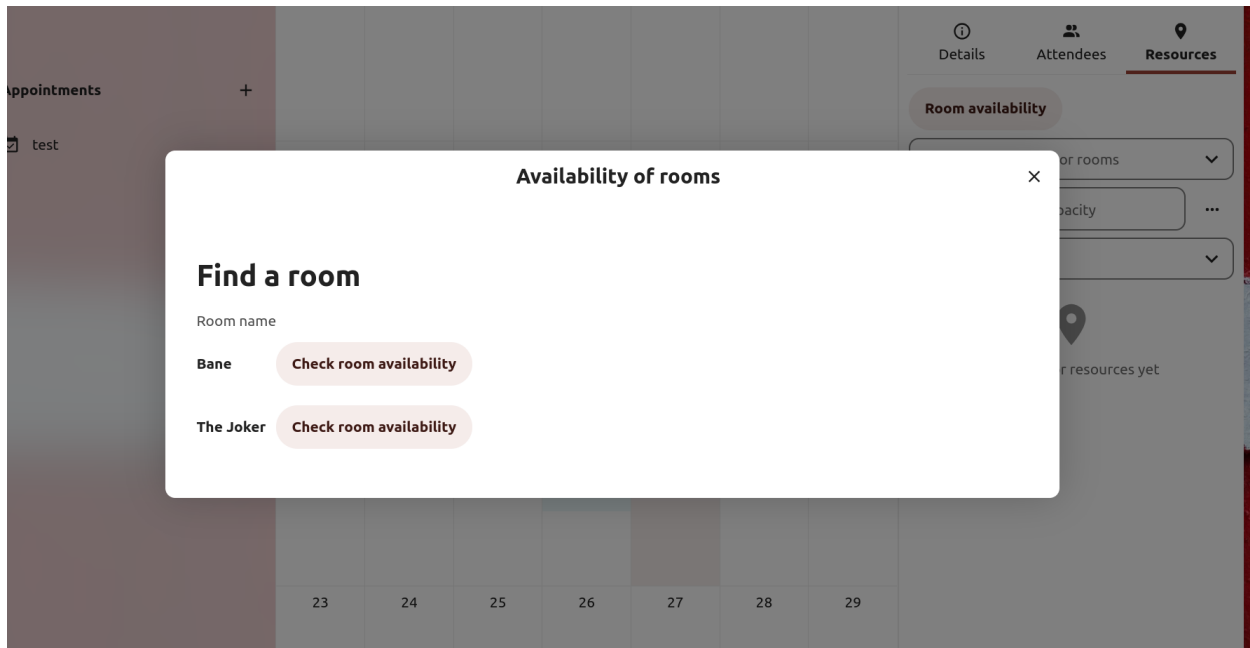 Details Attendees Resources
Appointments +
Room availability
test
or rooms
Availability of rooms
Find a room
Room name
Bane Check room availability
The Joker Check room availability
resources yet
23 24 25 26 27 28 29